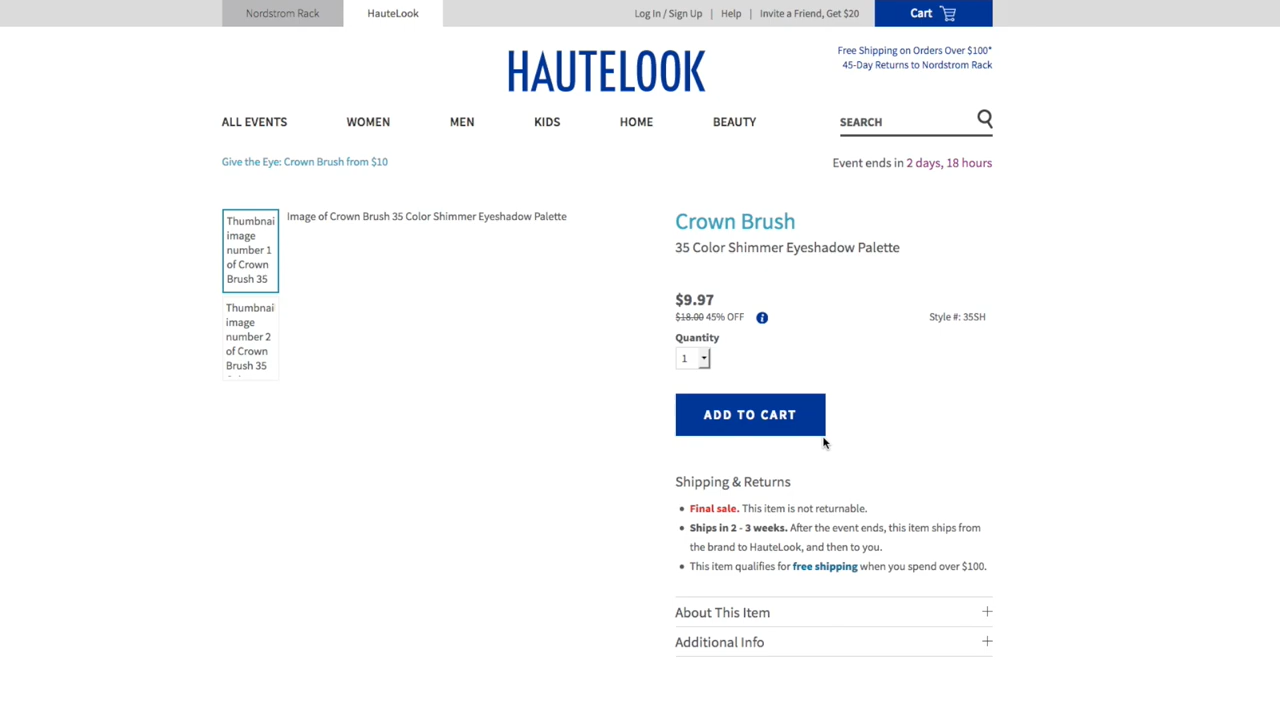 Nordstrom Rack
HauteLook
Log In / Sign Up | Help | Invite a Friend, Get $20
Cart
HAUTELOOK
Free Shipping on Orders Over $100*
45-Day Returns to Nordstrom Rack
ALL EVENTS
WOMEN
MEN
KIDS
HOME
BEAUTY
SEARCH
Give the Eye: Crown Brush from $10
Event ends in 2 days, 18 hours
Thumbnai
image
number 1
of Crown
Brush 35
Image of Crown Brush 35 Color Shimmer Eyeshadow Palette
Thumbnai
image
number 2
of Crown
Brush 35
Crown Brush
35 Color Shimmer Eyeshadow Palette
$9.97
$18.00 45% OFF
i
Style #: 35SH
Quantity
1
ADD TO CART
Shipping & Returns
• Final sale. This item is not returnable.
• Ships in 2 - 3 weeks. After the event ends, this item ships from
the brand to HauteLook, and then to you.
• This item qualifies for free shipping when you spend over $100.
About This Item
Additional Info